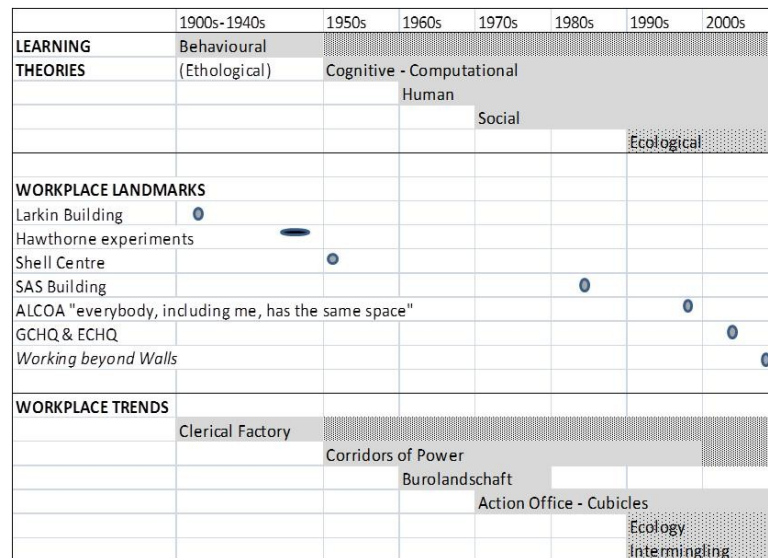 1900s-1940s 1950s 1960s 1970s 1980s 1990s 2000s
LEARNING Behavioural
THEORIES (Ethological) Cognitive - Computational
Human
Social
Ecological
WORKPLACE LANDMARKS
Larkin Building
Hawthorne experiments
Shell Centre
SAS Building
ALCOA "everybody, including me, has the same space"
GCHQ & ECHQ
Working beyond Walls
WORKPLACE TRENDS
Clerical Factory
Corridors of Power
Burolandschaft
Action Office - Cubicles
Ecology
Intermingling